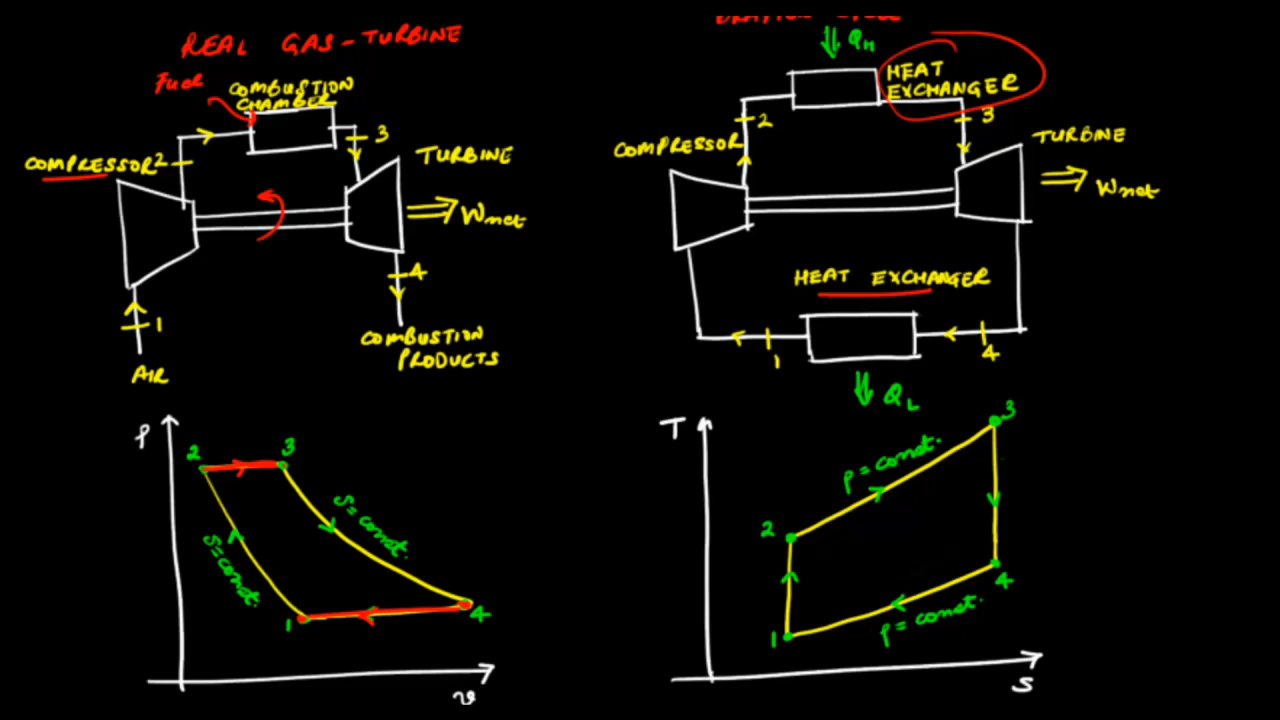 REAL GAS-TURBINE
Fuel
COMBUSTION
CHAMBER
3
COMPRESSOR 2
TURBINE
Wnet
4
1
AIR
COMBUSTION
PRODUCTS
QH
HEAT
EXCHANGER
2
3
COMPRESSOR
TURBINE
Wnet
HEAT EXCHANGER
1
4
QL
P
2
3
S=const.
S=const.
1
4
v
T
3
P=const.
2
4
P=const.
1
S